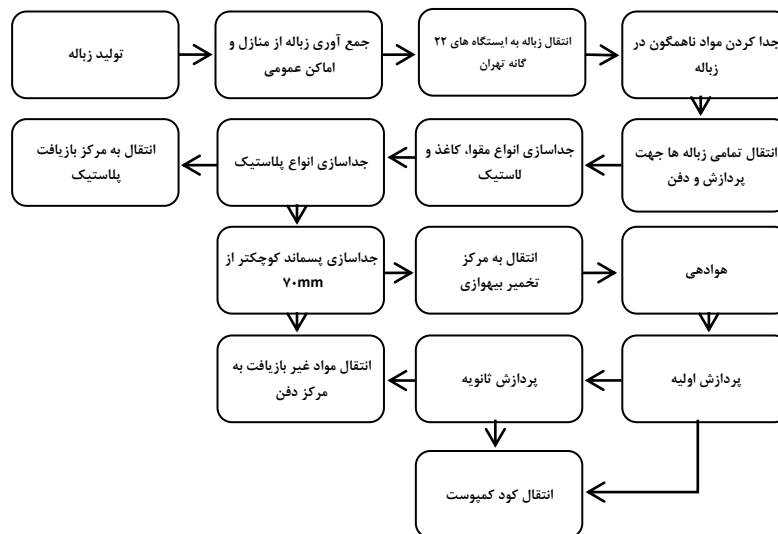 تولید زباله
جمع آوری زباله از منازل و
اماکن عمومی
انتقال زباله به ایستگاه های ۲۲
گانه تهران
جدا کردن مواد ناهمگون در
زباله
انتقال تمامی زباله ها جهت
پردازش و دفن
جداسازی انواع مقوا، کاغذ و
لاستیک
جداسازی انواع پلاستیک
انتقال به مرکز بازیافت
پلاستیک
جداسازی پسماند کوچکتر از
۷۰mm
انتقال به مرکز
تخمیر بیهوازی
هوادهی
پردازش اولیه
پردازش ثانویه
انتقال مواد غیر بازیافت به
مرکز دفن
انتقال کود کمپوست